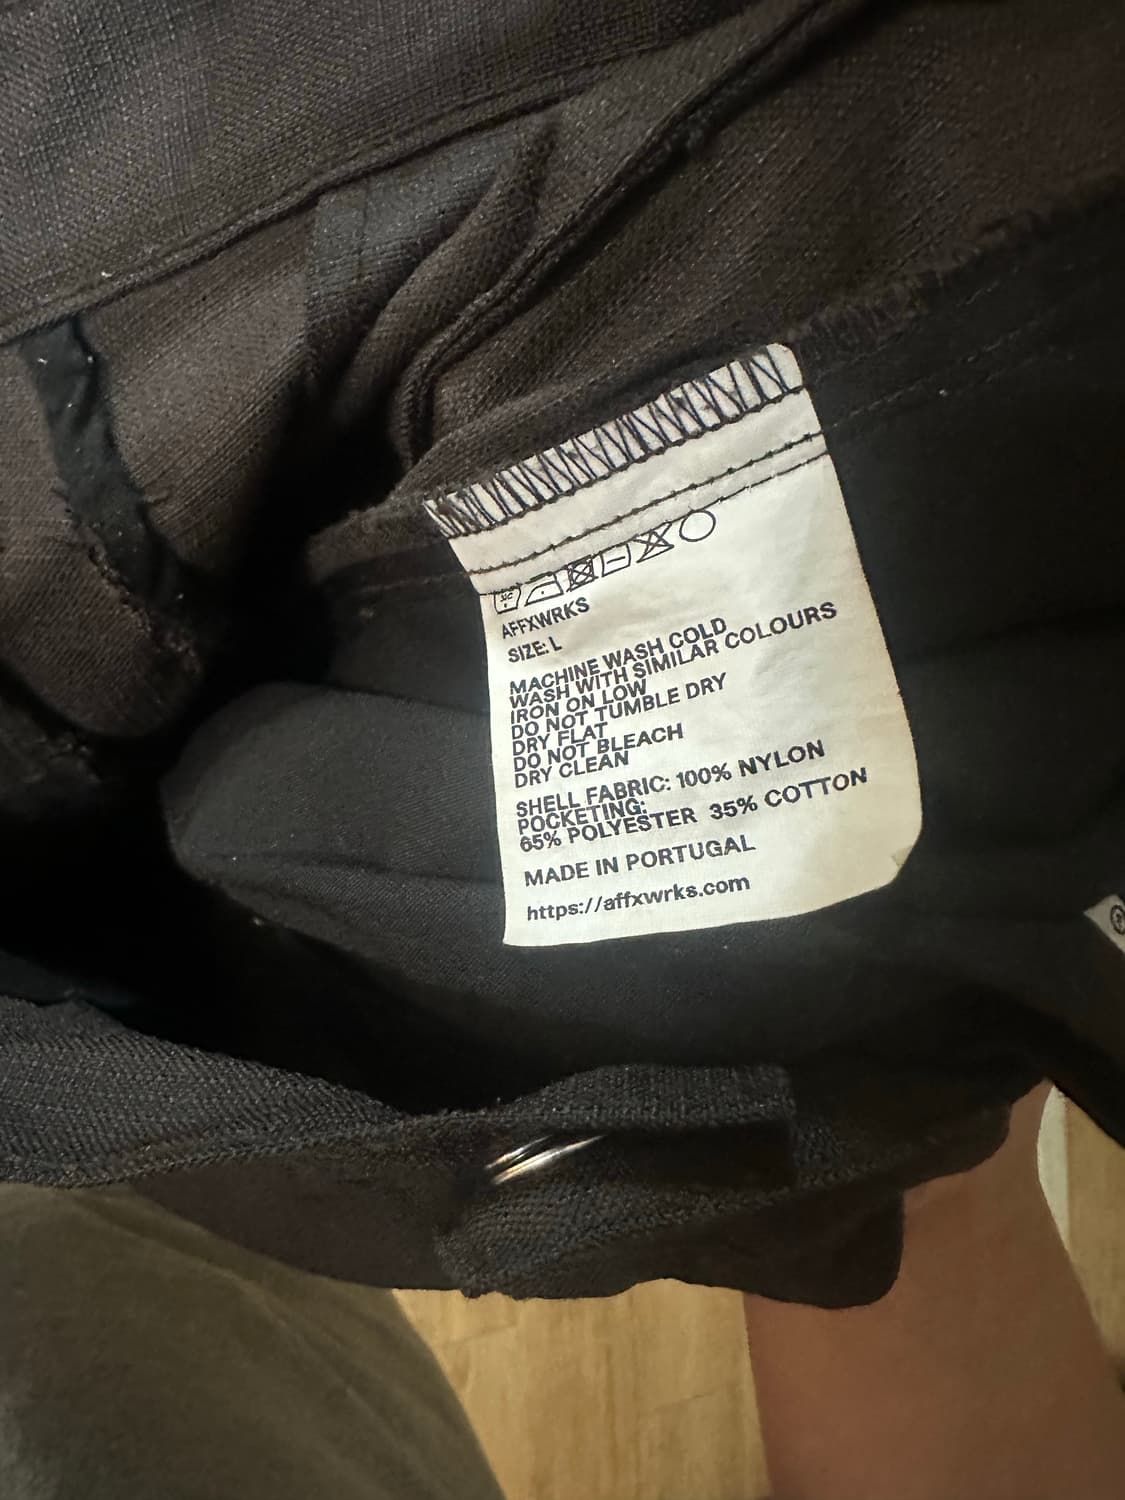 30C
AFFXWRKS
SIZE: L
MACHINE WASH COLD
WASH WITH SIMILAR COLOURS
IRON ON LOW
DO NOT TUMBLE DRY
DRY FLAT
DO NOT BLEACH
DRY CLEAN
SHELL FABRIC: 100% NYLON
POCKETING:
65% POLYESTER 35% COTTON
MADE IN PORTUGAL
https://affxwrks.com
®